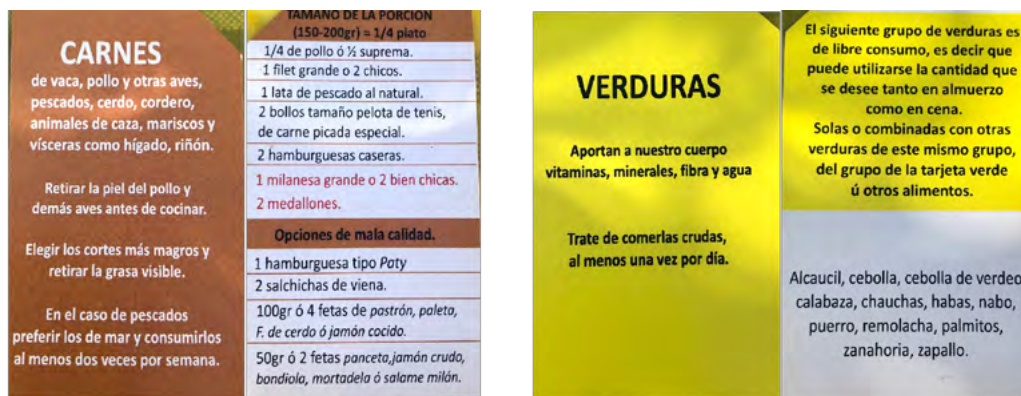 CARNES
de vaca, pollo y otras aves,
pescados, cerdo, cordero,
animales de caza, mariscos y
vísceras como hígado, riñón.
Retirar la piel del pollo y
demás aves antes de cocinar.
Elegir los cortes más magros y
retirar la grasa visible.
En el caso de pescados
preferir los de mar y consumirlos
al menos dos veces por semana.
TAMAÑO DE LA PORCION
(150-200gr) = 1/4 plato
1/4 de pollo ó ½ suprema.
1 filet grande o 2 chicos.
1 lata de pescado al natural.
2 bollos tamaño pelota de tenis,
de carne picada especial.
2 hamburguesas caseras.
1 milanesa grande o 2 bien chicas.
2 medallones.
Opciones de mala calidad.
1 hamburguesa tipo Paty
2 salchichas de viena.
100gr ó 4 fetas de pastrón, paleta,
F. de cerdo ó jamón cocido.
50gr ó 2 fetas panceta,jamón crudo,
bondiola, mortadela ó salame milán.
VERDURAS
Aportan a nuestro cuerpo
vitaminas, minerales, fibra y agua
Trate de comerlas crudas,
al menos una vez por día.
El siguiente grupo de verduras es
de libre consumo, es decir que
puede utilizarse la cantidad que
se desee tanto en almuerzo
como en cena.
Solas o combinadas con otras
verduras de este mismo grupo,
del grupo de la tarjeta verde
ú otros alimentos.
Alcaucil, cebolla, cebolla de verdeo
calabaza, chauchas, habas, nabo,
puerro, remolacha, palmitos,
zanahoria, zapallo.